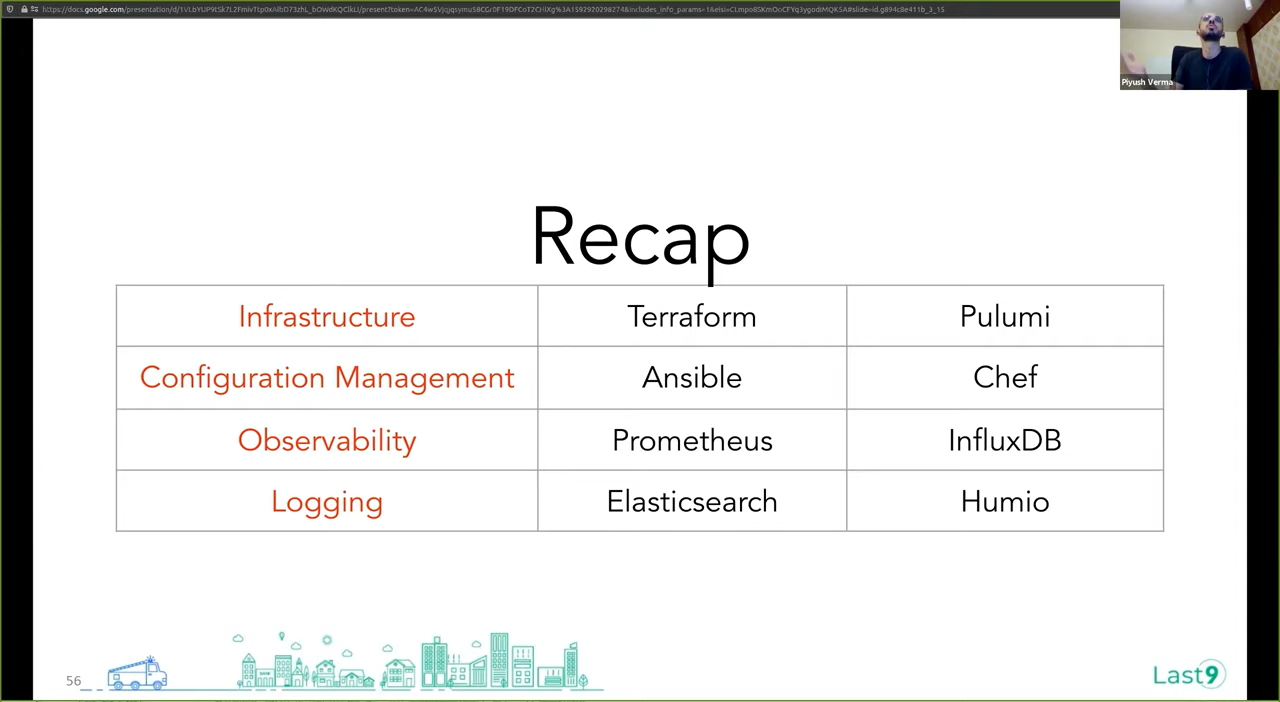 Piyush Verma
Recap
Infrastructure Terraform Pulumi
Configuration Management Ansible Chef
Observability Prometheus InfluxDB
Logging Elasticsearch Humio
56
Last9